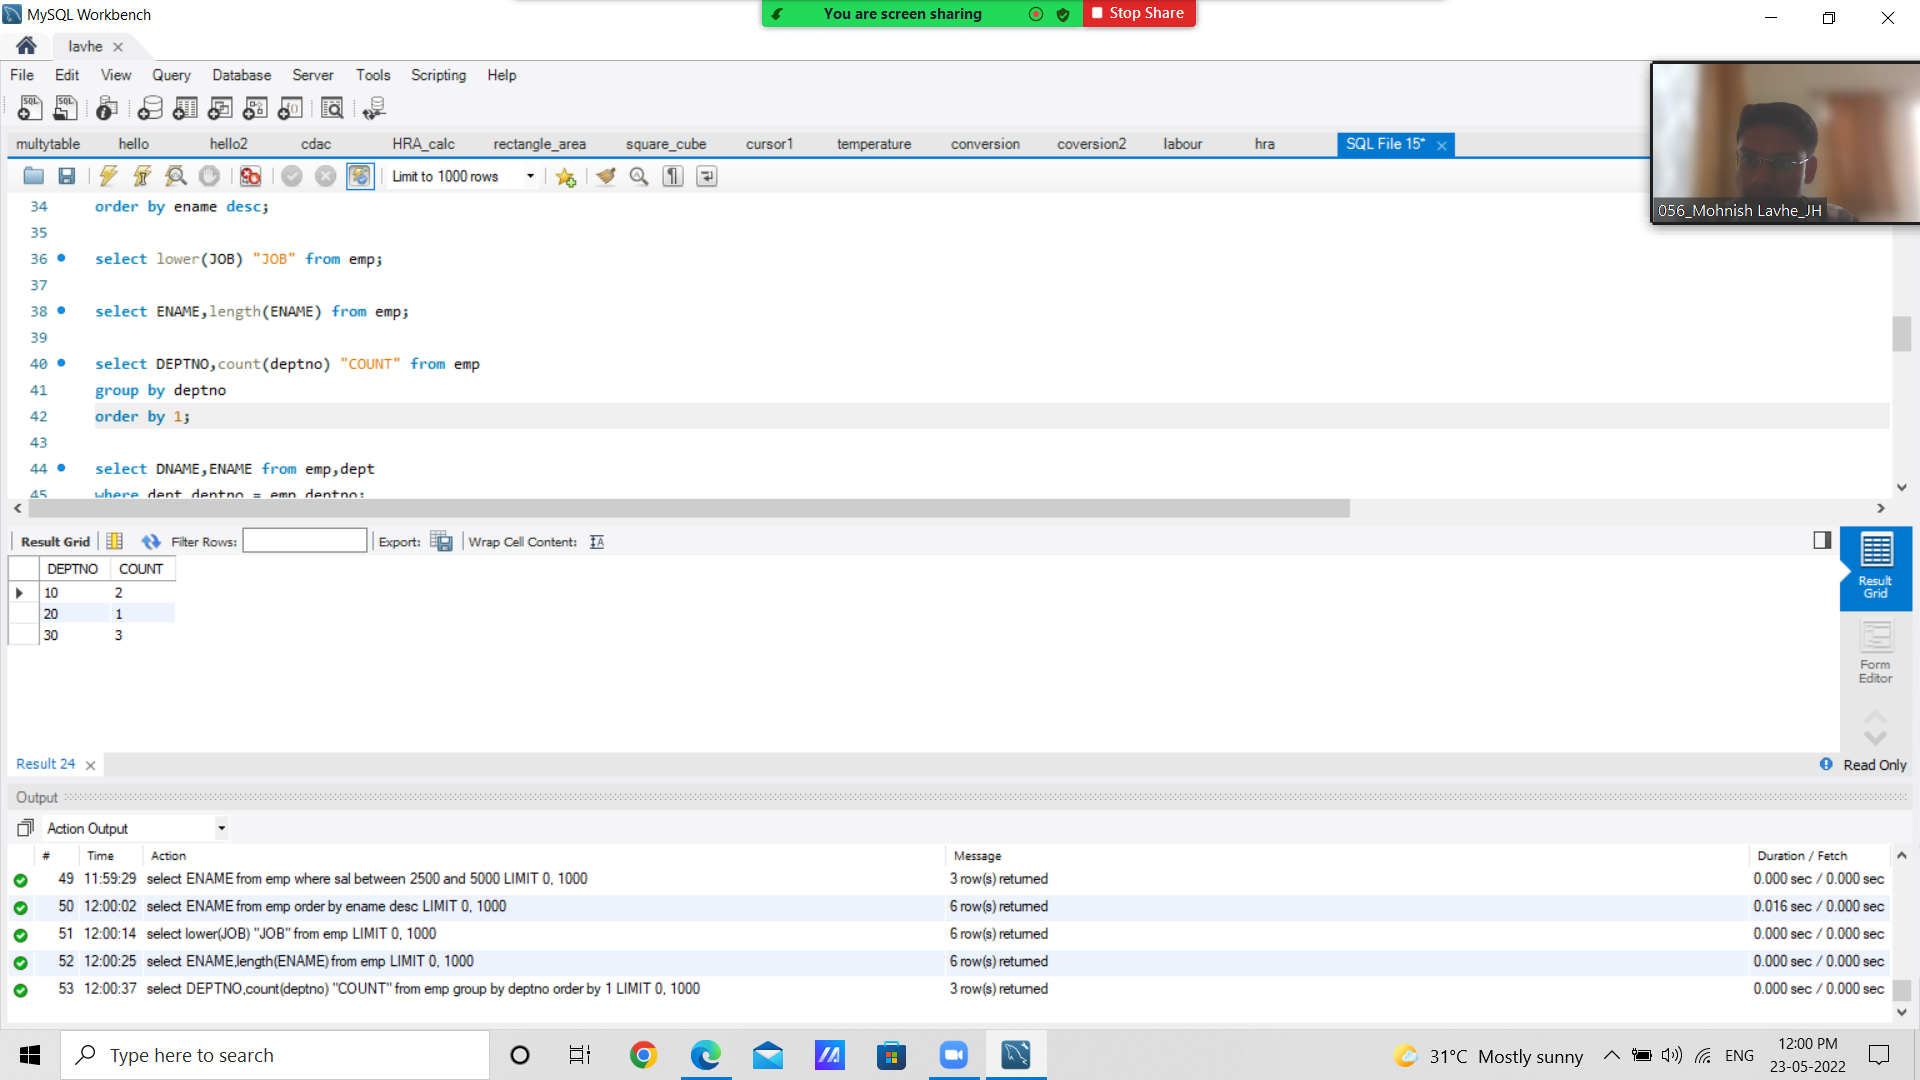 MySQL Workbench
You are screen sharing
Stop Share
lavhe
File Edit View Query Database Server Tools Scripting Help
multytable hello hello2 cdac HRA_calc rectangle_area square_cube cursor1 temperature conversion coversion2 labour hra SQL File 15*
Limit to 1000 rows
056_Mohnish Lavhe_JH
34 order by ename desc;
35
36 select lower(JOB) "JOB" from emp;
37
38 select ENAME,length(ENAME) from emp;
39
40 select DEPTNO,count(deptno) "COUNT" from emp
41 group by deptno
42 order by 1;
43
44 select DNAME,ENAME from emp,dept
45 where dept.deptno = emp.deptno;
Result Grid Filter Rows: Export: Wrap Cell Content:
DEPTNO COUNT
10 2
20 1
30 3
Result Grid
Form Editor
Result 24
Read Only
Output
Action Output
# Time Action Message Duration / Fetch
49 11:59:29 select ENAME from emp where sal between 2500 and 5000 LIMIT 0, 1000 3 row(s) returned 0.000 sec / 0.000 sec
50 12:00:02 select ENAME from emp order by ename desc LIMIT 0, 1000 6 row(s) returned 0.016 sec / 0.000 sec
51 12:00:14 select lower(JOB) "JOB" from emp LIMIT 0, 1000 6 row(s) returned 0.000 sec / 0.000 sec
52 12:00:25 select ENAME,length(ENAME) from emp LIMIT 0, 1000 6 row(s) returned 0.000 sec / 0.000 sec
53 12:00:37 select DEPTNO,count(deptno) "COUNT" from emp group by deptno order by 1 LIMIT 0, 1000 3 row(s) returned 0.000 sec / 0.000 sec
Type here to search
31°C Mostly sunny
ENG
12:00 PM
23-05-2022